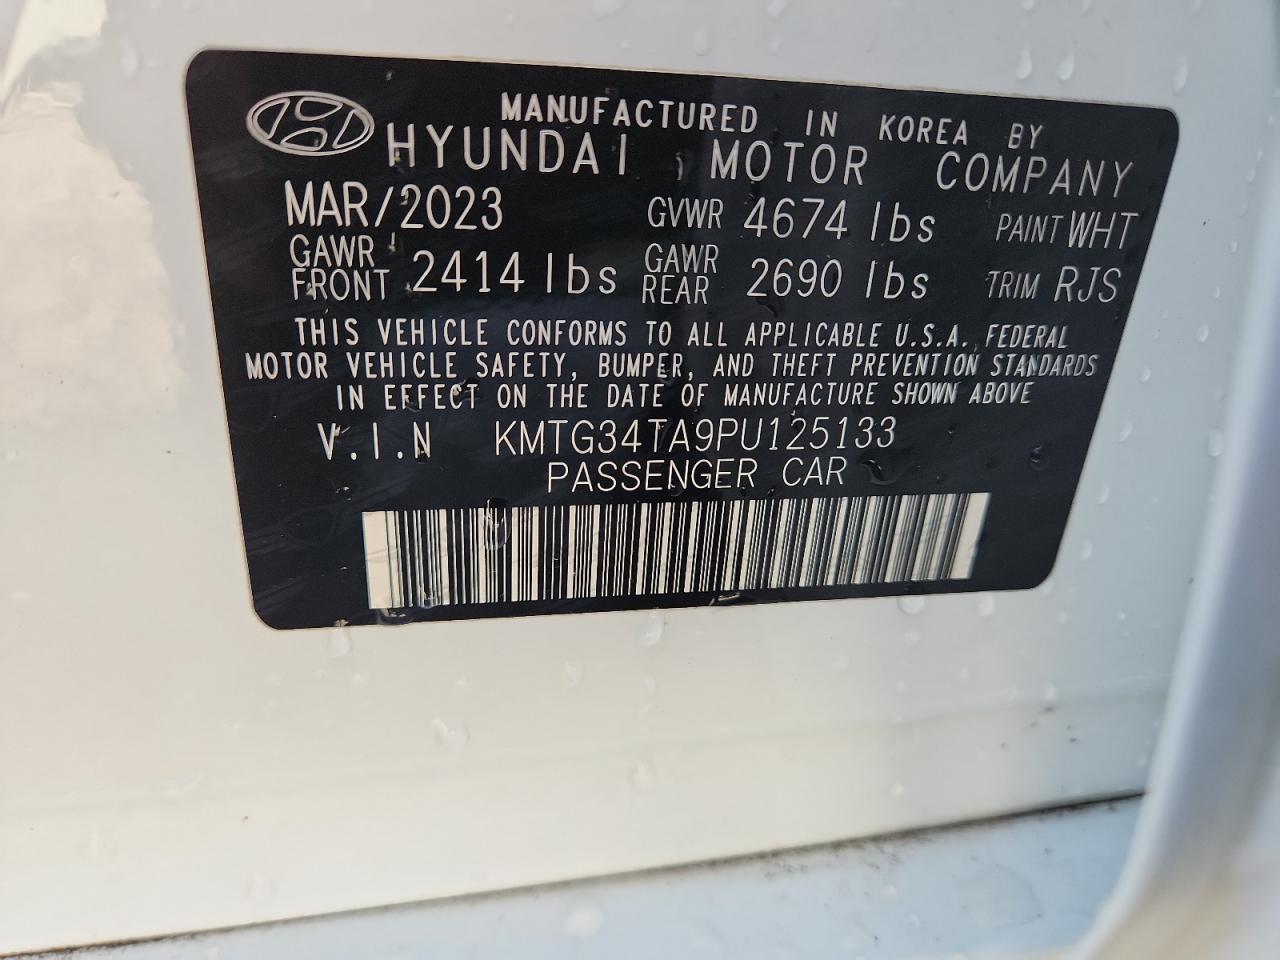 MANUFACTURED IN KOREA BY
HYUNDAI MOTOR COMPANY
MAR/2023 GVWR 4674 lbs PAINT WHT
GAWR FRONT 2414 lbs GAWR REAR 2690 lbs TRIM RJS
THIS VEHICLE CONFORMS TO ALL APPLICABLE U.S.A. FEDERAL
MOTOR VEHICLE SAFETY, BUMPER, AND THEFT PREVENTION STANDARDS
IN EFFECT ON THE DATE OF MANUFACTURE SHOWN ABOVE
V.I.N KMTG34TA9PU125133
PASSENGER CAR